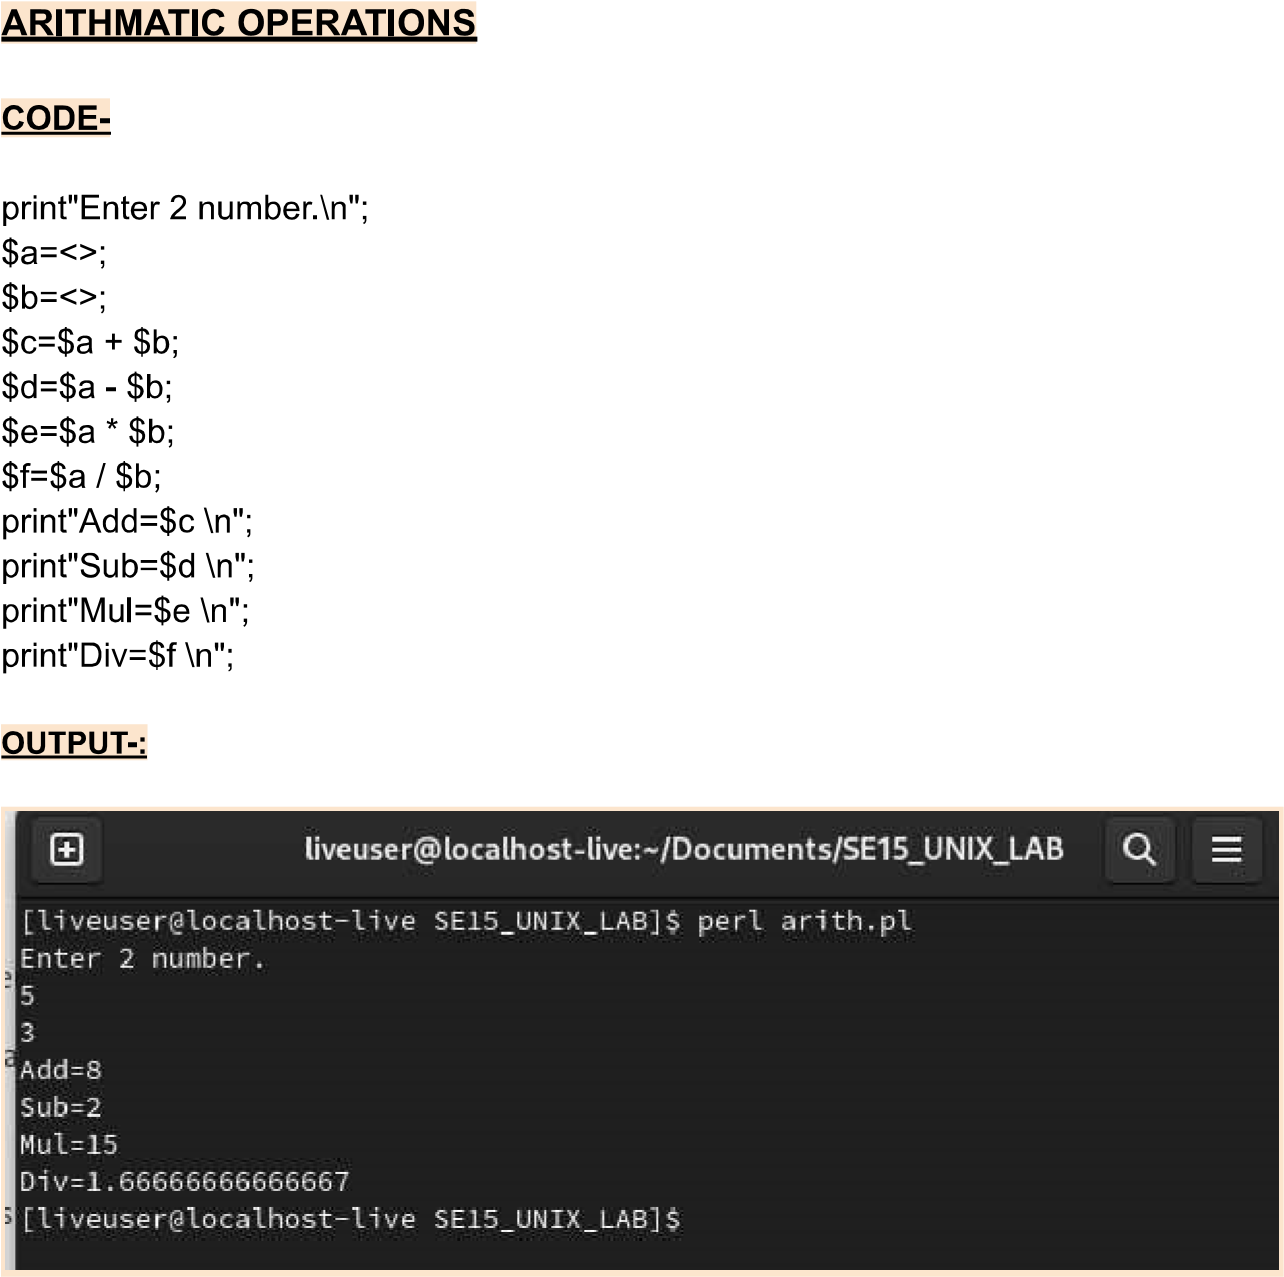 ARITHMATIC OPERATIONS
CODE-
print"Enter 2 number.\n";
$a=<>;
$b=<>;
$c=$a + $b;
$d=$a - $b;
$e=$a * $b;
$f=$a / $b;
print"Add=$c \n";
print"Sub=$d \n";
print"Mul=$e \n";
print"Div=$f \n";
OUTPUT-:
liveuser@localhost-live:~/Documents/SE15_UNIX_LAB
[liveuser@localhost-live SE15_UNIX_LAB]$ perl arith.pl
Enter 2 number.
5
3
Add=8
Sub=2
Mul=15
Div=1.66666666666667
[liveuser@localhost-live SE15_UNIX_LAB]$